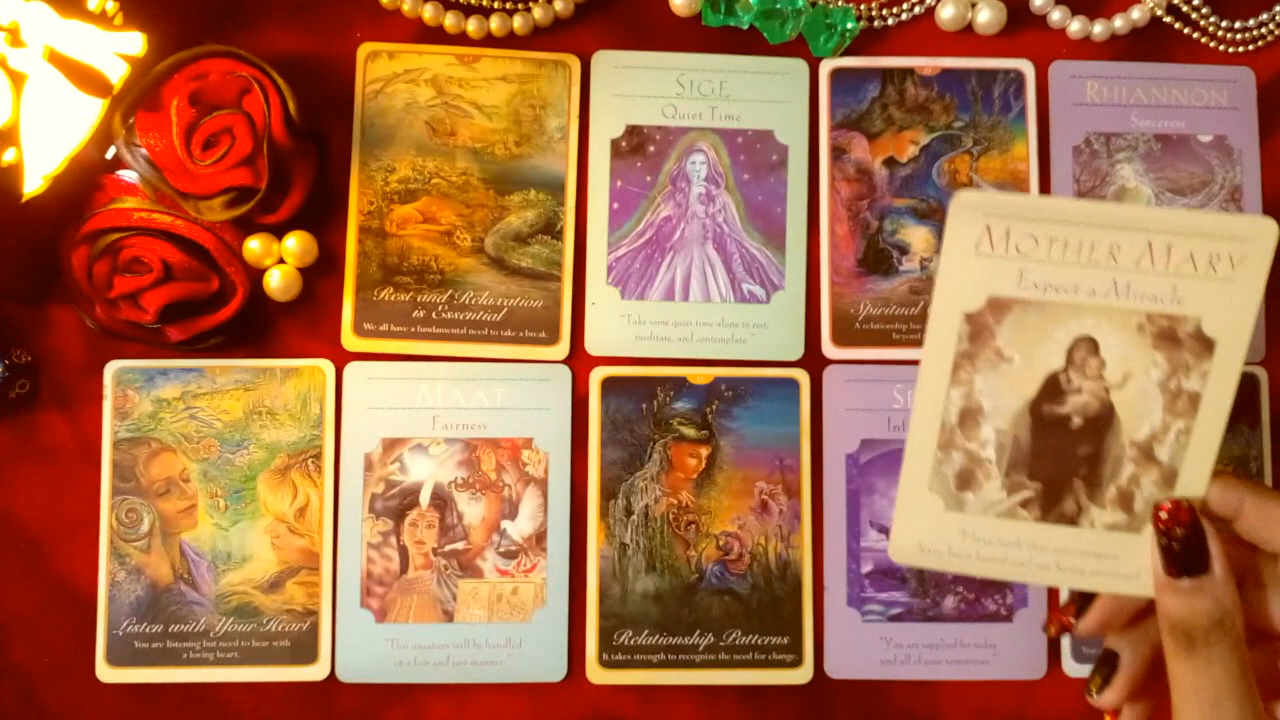 Rest and Relaxation
is Essential
We all have a fundamental need to take a break.
SIGE
Quiet Time
"Take some quiet time alone to rest,
meditate, and contemplate"
Spiritual
A relationship has
beyond
RHIANNON
Sorceress
MOTHER MARY
Expect a Miracle
Listen with Your Heart
You are listening but need to hear with
a loving heart.
MAAT
Fairness
"This situation will be handled
in a fair and just manner"
Relationship Patterns
It takes strength to recognize the need for change.
"You are supplied for today
and all of your tomorrows"